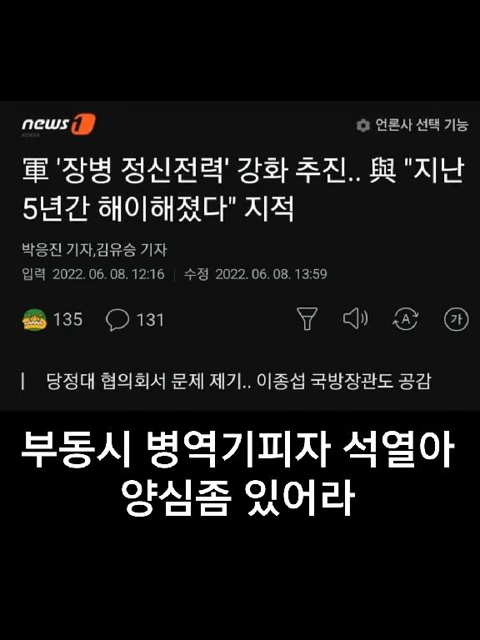 news1
KOREA
언론사 선택 기능
軍 '장병 정신전력' 강화 추진.. 與 "지난
5년간 해이해졌다" 지적
박응진 기자,김유승 기자
입력 2022. 06. 08. 12:16 수정 2022. 06. 08. 13:59
135 131 A 가
당정대 협의회서 문제 제기.. 이종섭 국방장관도 공감
부동시 병역기피자 석열아
양심좀 있어라